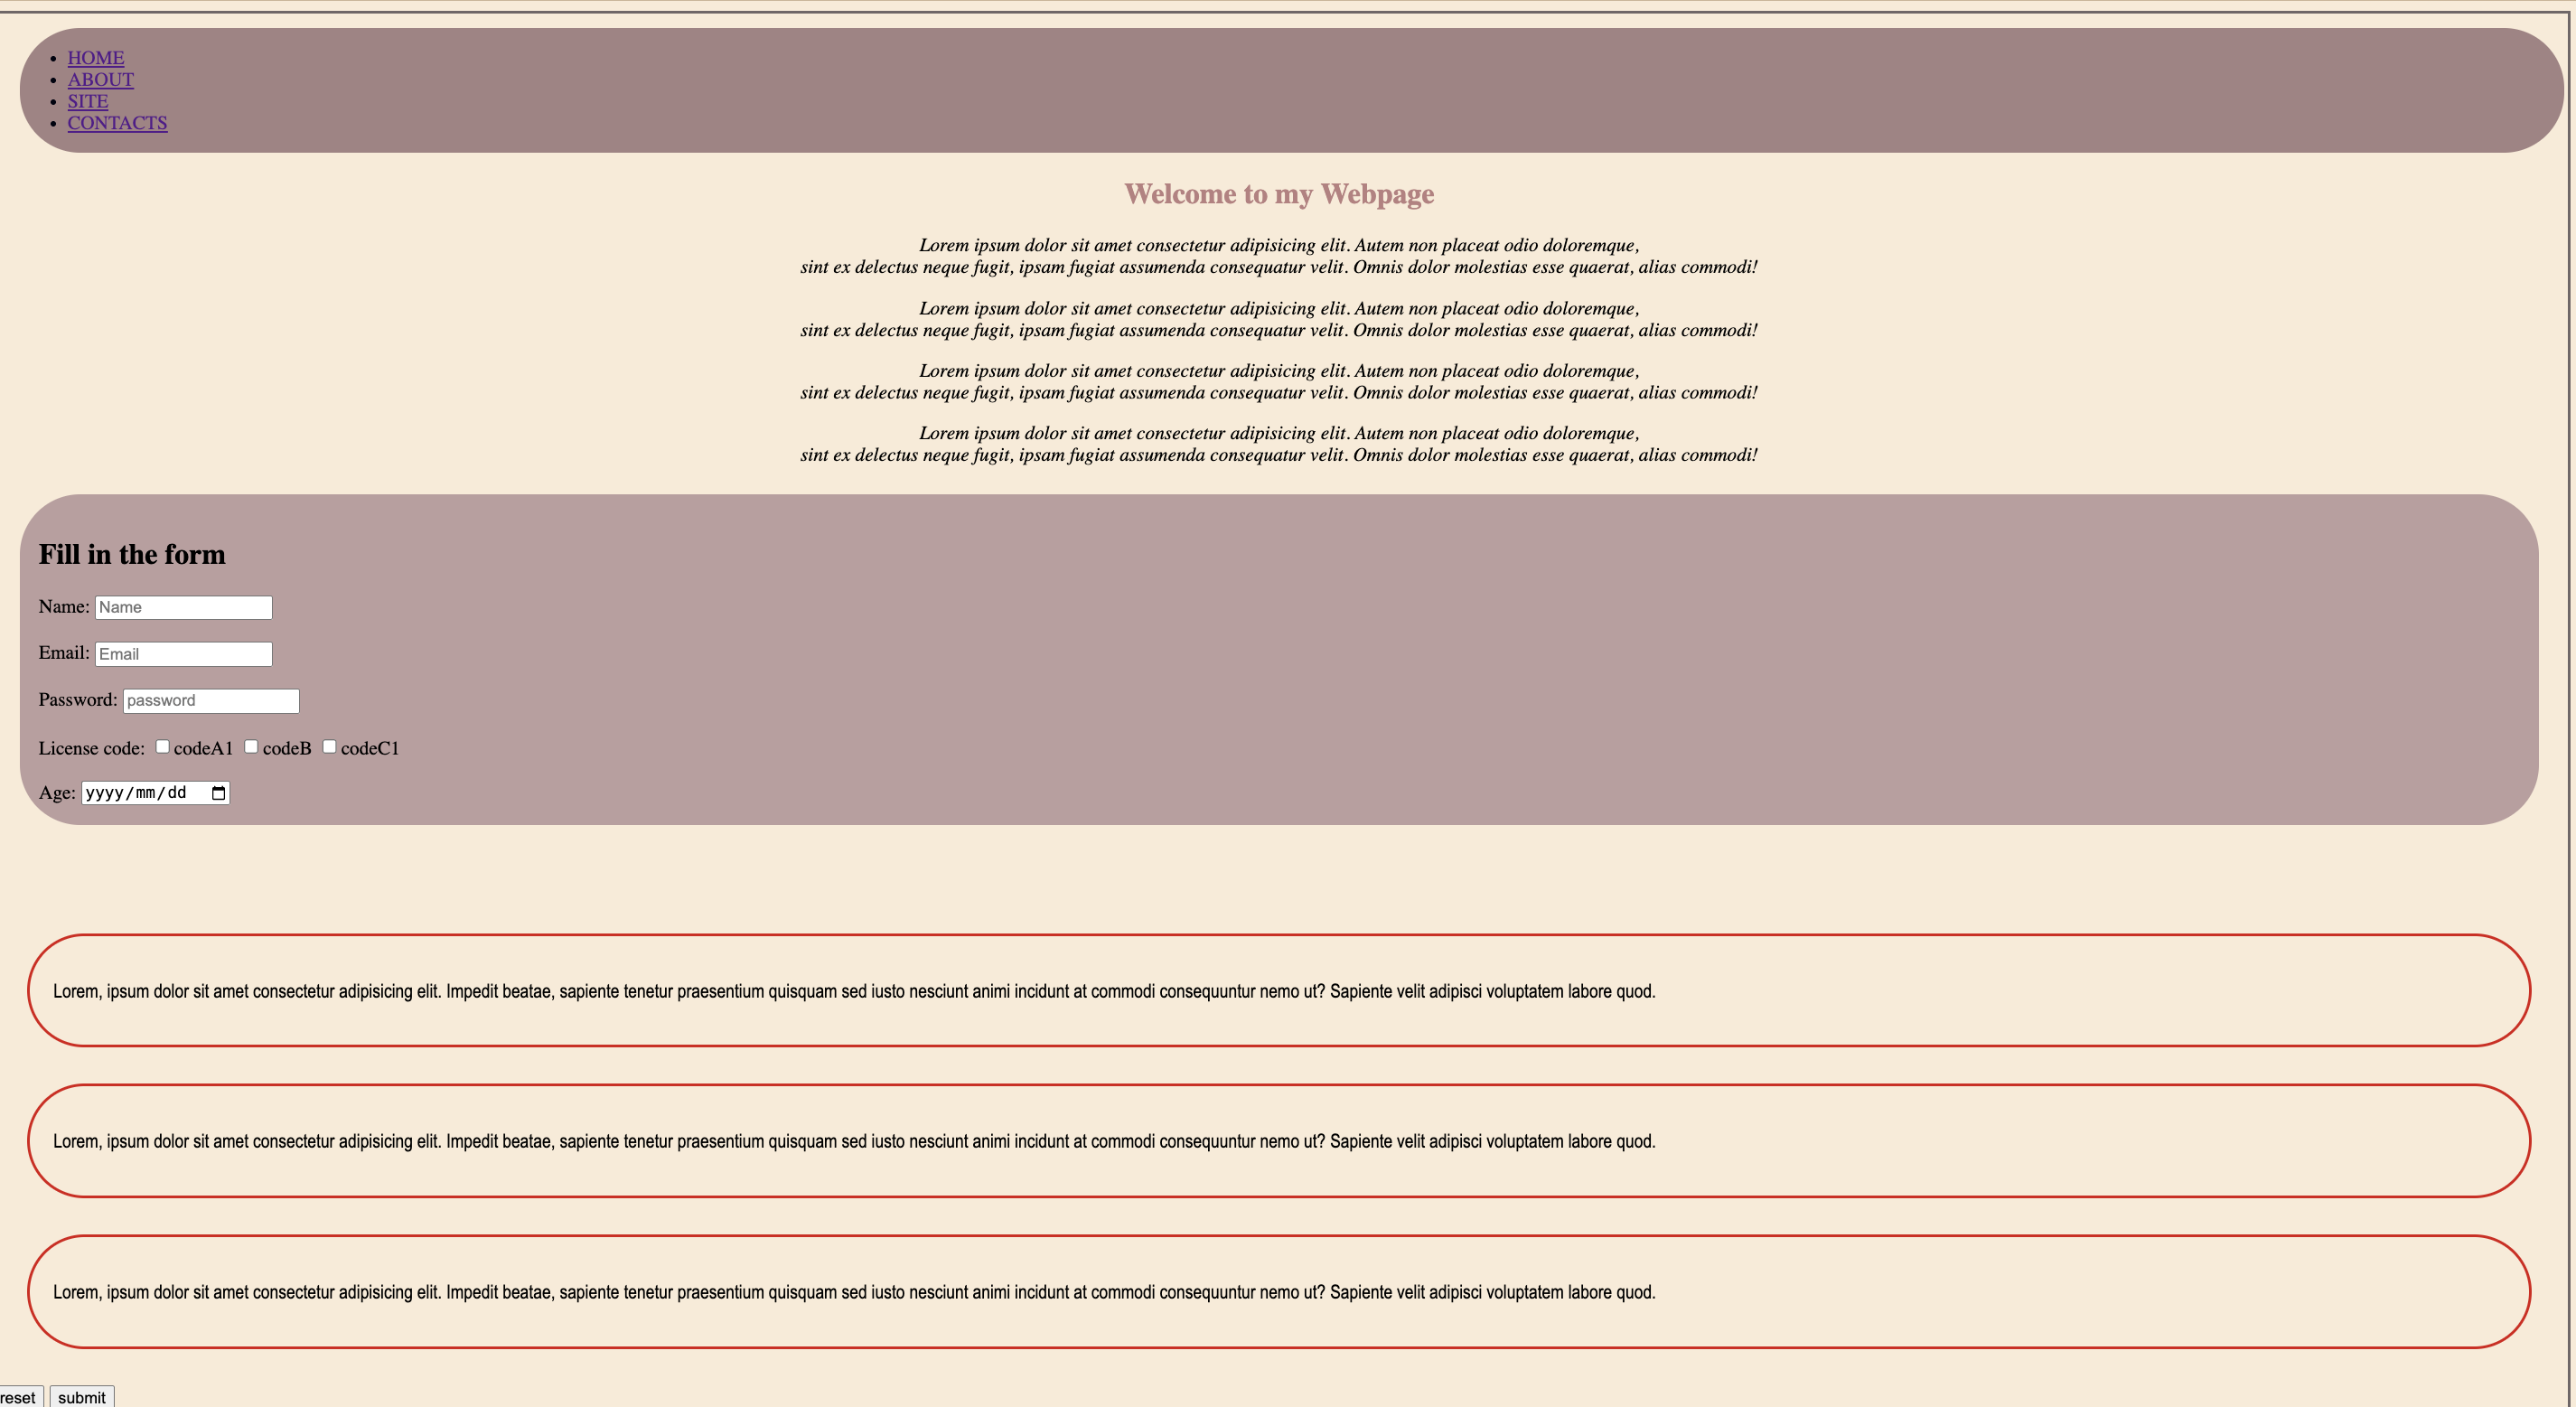 HOME
ABOUT
SITE
CONTACTS
Welcome to my Webpage
Lorem ipsum dolor sit amet consectetur adipisicing elit. Autem non placeat odio doloremque,
sint ex delectus neque fugit, ipsam fugiat assumenda consequatur velit. Omnis dolor molestias esse quaerat, alias commodi!
Lorem ipsum dolor sit amet consectetur adipisicing elit. Autem non placeat odio doloremque,
sint ex delectus neque fugit, ipsam fugiat assumenda consequatur velit. Omnis dolor molestias esse quaerat, alias commodi!
Lorem ipsum dolor sit amet consectetur adipisicing elit. Autem non placeat odio doloremque,
sint ex delectus neque fugit, ipsam fugiat assumenda consequatur velit. Omnis dolor molestias esse quaerat, alias commodi!
Lorem ipsum dolor sit amet consectetur adipisicing elit. Autem non placeat odio doloremque,
sint ex delectus neque fugit, ipsam fugiat assumenda consequatur velit. Omnis dolor molestias esse quaerat, alias commodi!
Fill in the form
Name: Name
Email: Email
Password: password
License code: codeA1 codeB codeC1
Age: yyyy/mm/dd
Lorem, ipsum dolor sit amet consectetur adipisicing elit. Impedit beatae, sapiente tenetur praesentium quisquam sed iusto nesciunt animi incidunt at commodi consequuntur nemo ut? Sapiente velit adipisci voluptatem labore quod.
Lorem, ipsum dolor sit amet consectetur adipisicing elit. Impedit beatae, sapiente tenetur praesentium quisquam sed iusto nesciunt animi incidunt at commodi consequuntur nemo ut? Sapiente velit adipisci voluptatem labore quod.
Lorem, ipsum dolor sit amet consectetur adipisicing elit. Impedit beatae, sapiente tenetur praesentium quisquam sed iusto nesciunt animi incidunt at commodi consequuntur nemo ut? Sapiente velit adipisci voluptatem labore quod.
reset submit